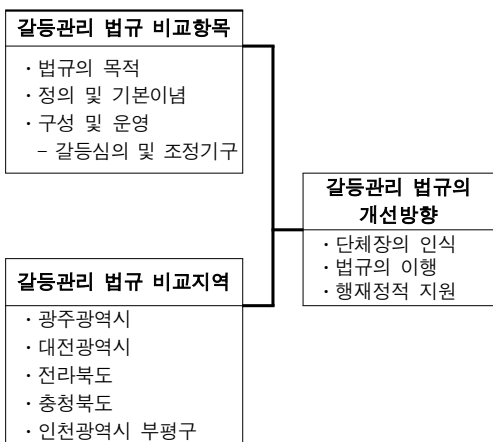 갈등관리 법규 비교항목
· 법규의 목적
· 정의 및 기본이념
· 구성 및 운영
- 갈등심의 및 조정기구
갈등관리 법규의
개선방향
· 단체장의 인식
· 법규의 이행
· 행재정적 지원
갈등관리 법규 비교지역
· 광주광역시
· 대전광역시
· 전라북도
· 충청북도
· 인천광역시 부평구